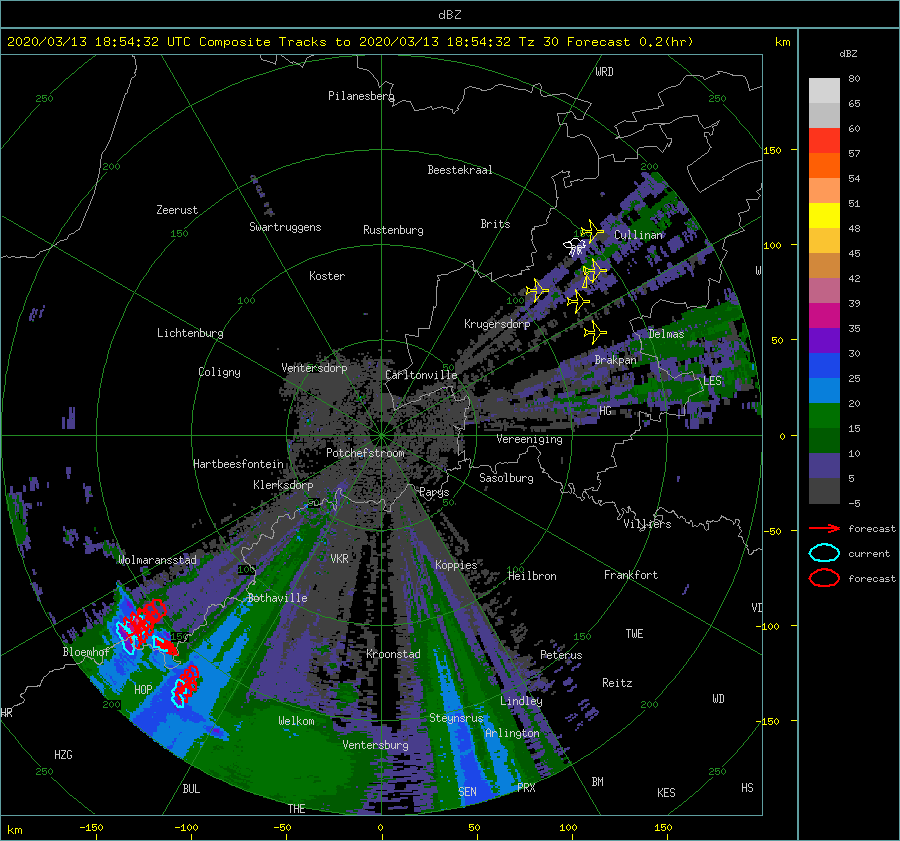 dBZ
2020/03/13 18:54:32 UTC Composite Tracks to 2020/03/13 18:54:32 Tz 30 Forecast 0.2(hr)
km
dBZ
WRD
80
250
Pilanesberg
250
65
60
150
57
200
Beestekraal
200
54
Zeerust
51
Swartruggens
Brits
150
Rustenburg
Cullinan
48
100
W
45
Koster
42
100
100
39
Lichtenburg
Krugersdorp
Delmas
35
50
Brakpan
30
Coligny
Ventersdorp
Carltonville
50
LES
25
HG
20
Vereeniging
0
15
Potchefstroom
10
Hartbeesfontein
Klerksdorp
Sasolburg
5
Parys
50
50
-5
Villiers
forecast
-50
Wolmaransstad
VKR
Koppies
current
100
100
Heilbron
Frankfort
forecast
Bothaville
VI
-100
150
150
TWE
Bloemhof
Kroonstad
Peterus
HOP
Reitz
WD
200
Lindley
200
HR
Welkom
Steynsrus
-150
Arlington
Ventersburg
HZG
250
250
BUL
SEN
PRX
BM
KES
HS
THE
km
-150
-100
-50
0
50
100
150